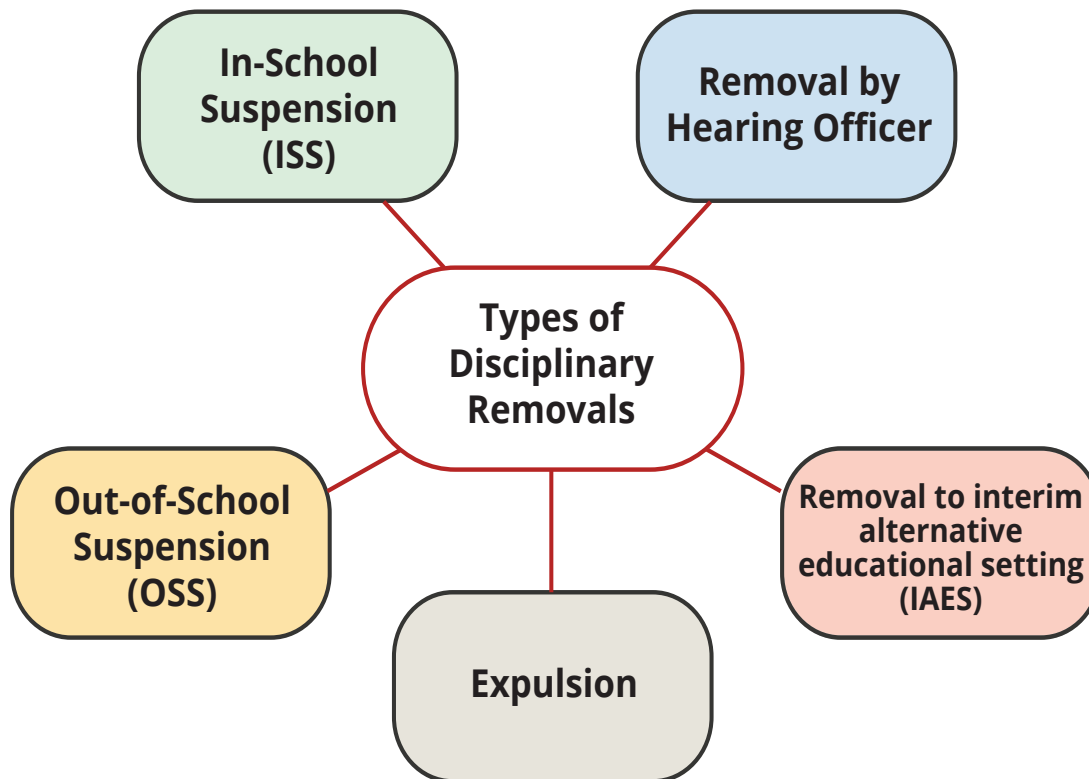 In-School
Suspension
(ISS)
Removal by
Hearing Officer
Types of
Disciplinary
Removals
Out-of-School
Suspension
(OSS)
Removal to interim
alternative
educational setting
(IAES)
Expulsion